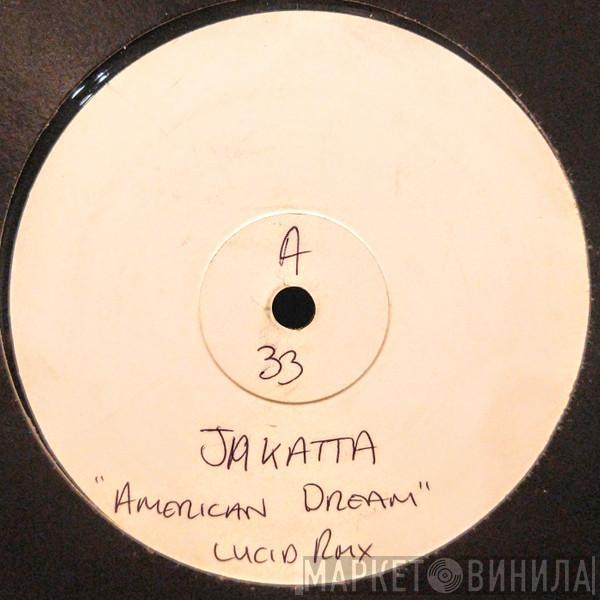 A
33
JAKATTA
"AMERICAN DREAM"
LUCID RMX
МАРКЕТ ВИНИЛА